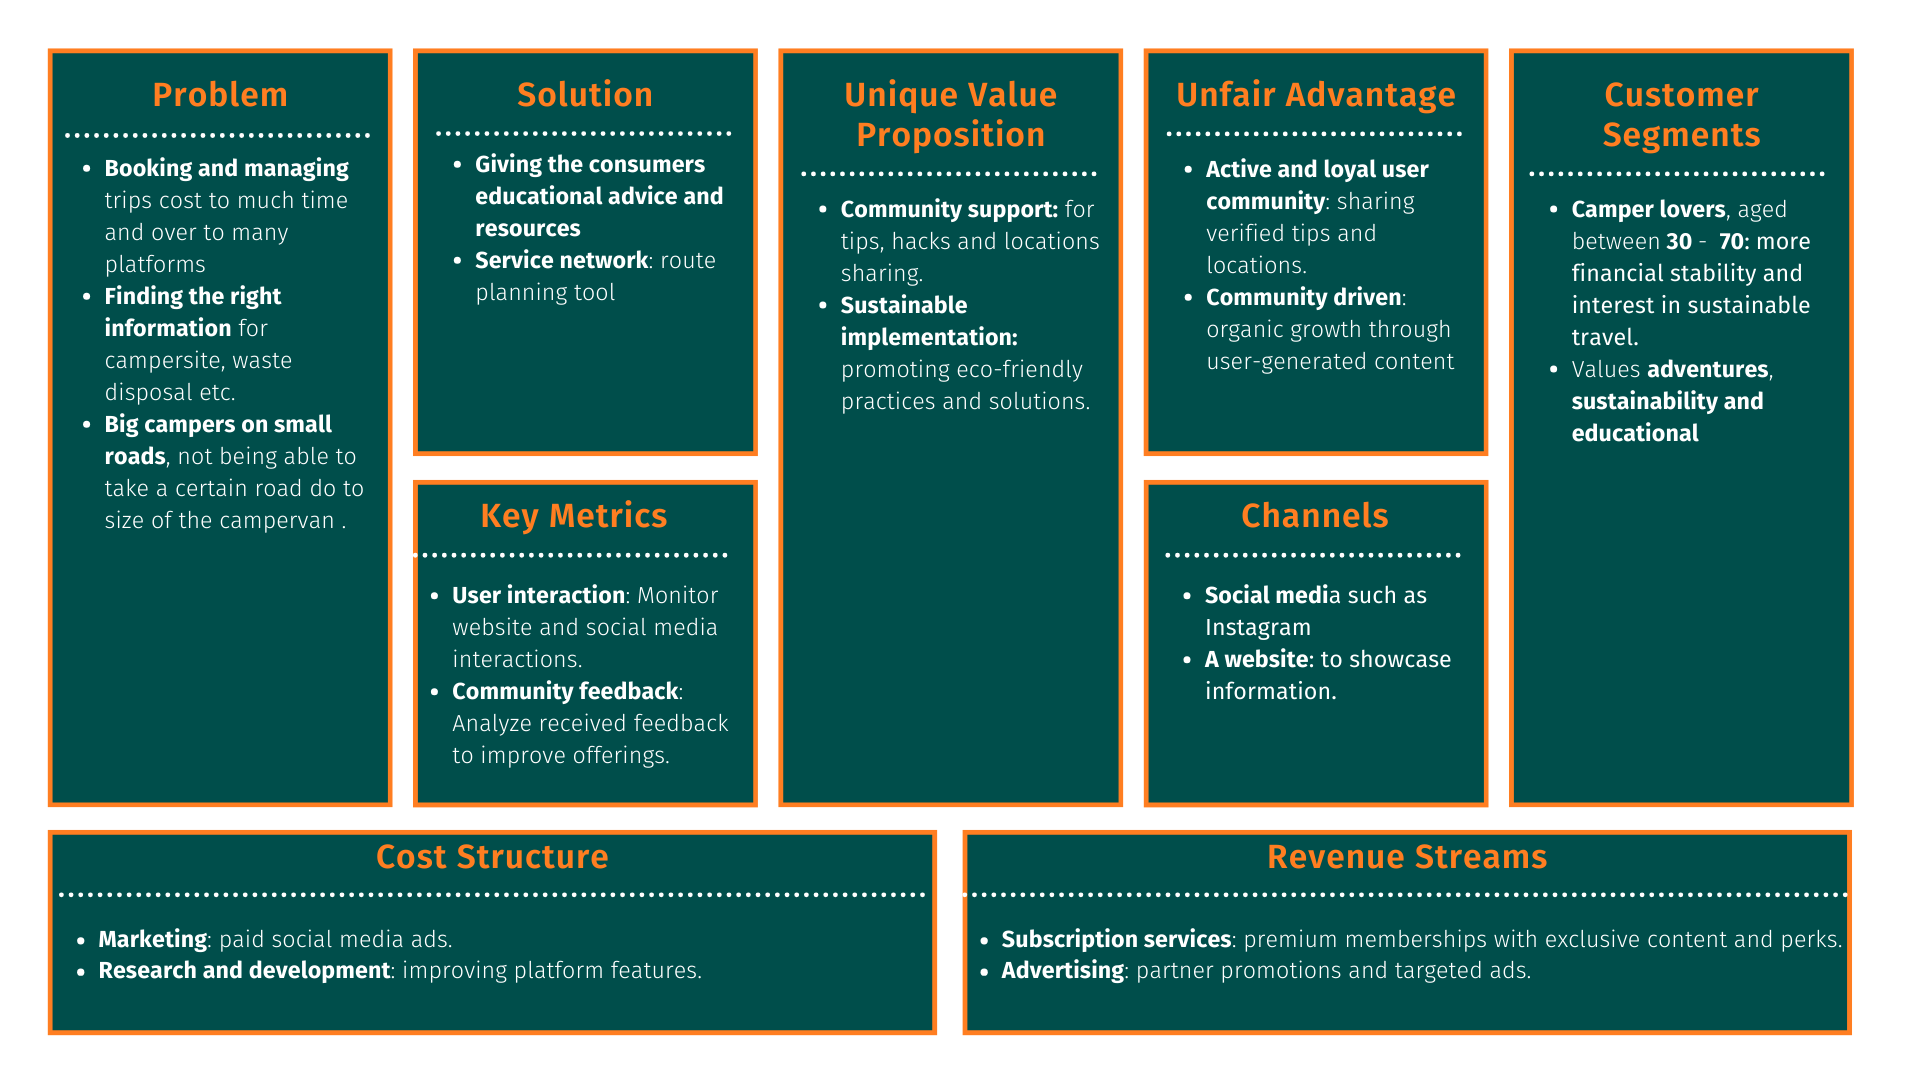 Problem
• Booking and managing
trips cost to much time
and over to many
platforms
• Finding the right
information for
campersite, waste
disposal etc.
• Big campers on small
roads, not being able to
take a certain road do to
size of the campervan .
Solution
• Giving the consumers
educational advice and
resources
• Service network: route
planning tool
Key Metrics
• User interaction: Monitor
website and social media
interactions.
• Community feedback:
Analyze received feedback
to improve offerings.
Unique Value
Proposition
• Community support: for
tips, hacks and locations
sharing.
• Sustainable
implementation:
promoting eco-friendly
practices and solutions.
Unfair Advantage
• Active and loyal user
community: sharing
verified tips and
locations.
• Community driven:
organic growth through
user-generated content
Channels
• Social media such as
Instagram
• A website: to showcase
information.
Customer
Segments
• Camper lovers, aged
between 30 - 70: more
financial stability and
interest in sustainable
travel.
• Values adventures,
sustainability and
educational
Cost Structure
• Marketing: paid social media ads.
• Research and development: improving platform features.
Revenue Streams
• Subscription services: premium memberships with exclusive content and perks.
• Advertising: partner promotions and targeted ads.